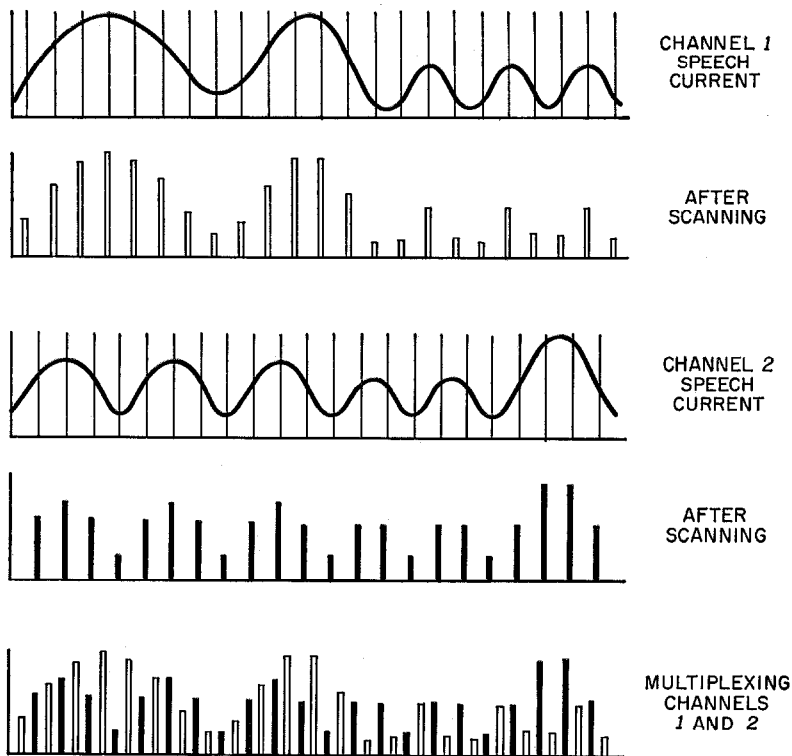 CHANNEL 1
SPEECH
CURRENT
AFTER
SCANNING
CHANNEL 2
SPEECH
CURRENT
AFTER
SCANNING
MULTIPLEXING
CHANNELS
1 AND 2